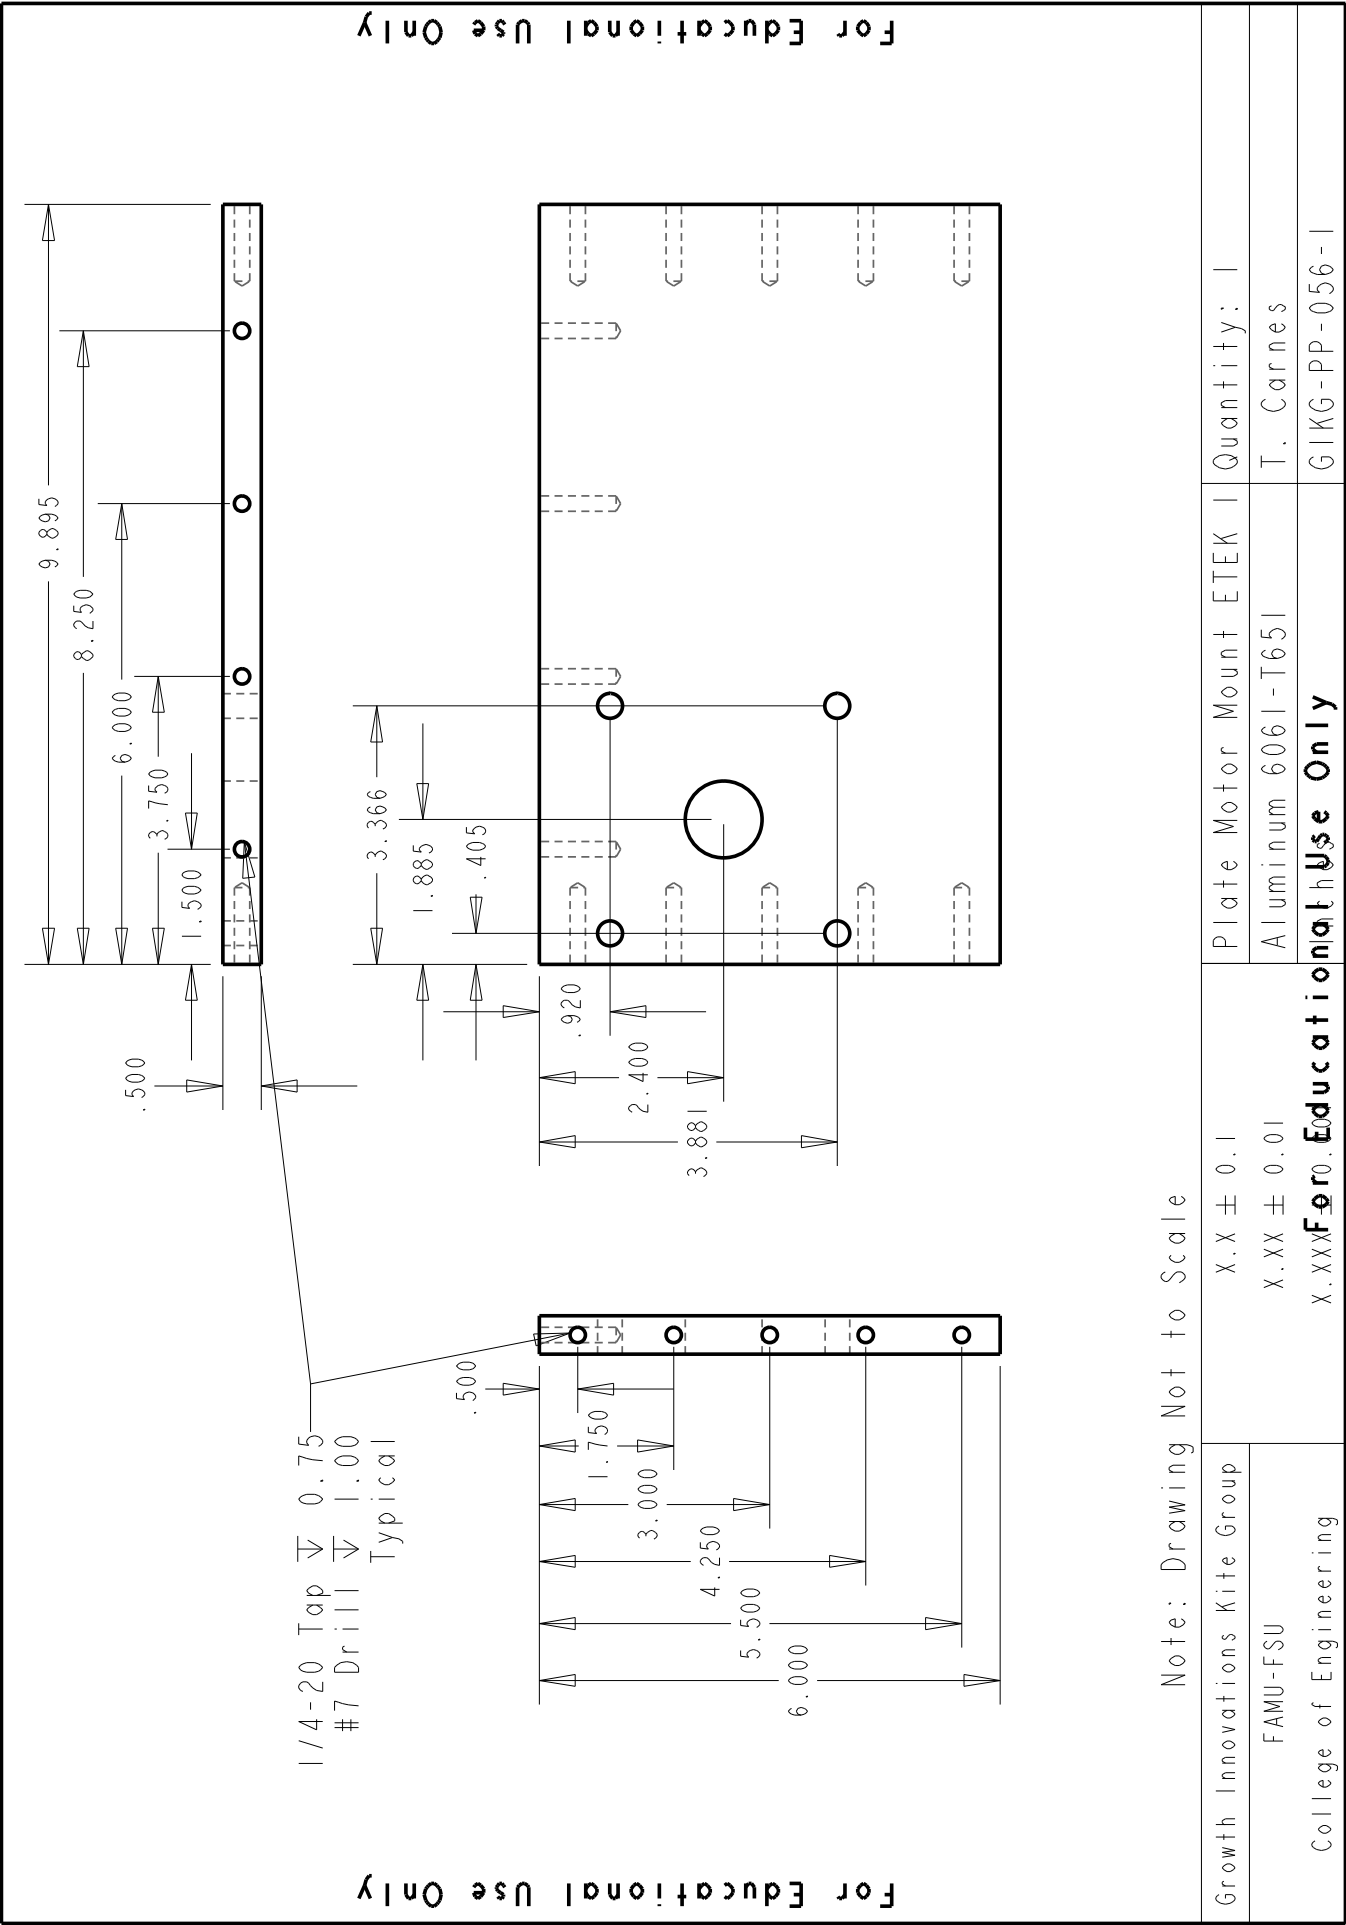 For Educational Use Only
9.895
8.250
6.000
3.750
1.500
.500
3.366
1.885
.405
.920
2.400
3.881
1/4-20 Tap ↧ 0.75
#7 Drill ↧ 1.00
Typical
.500
1.750
3.000
4.250
5.500
6.000
Note: Drawing Not to Scale
Growth Innovations Kite Group
FAMU-FSU
College of Engineering
X.X ± 0.1
X.XX ± 0.01
X.XXX ±
Plate Motor Mount ETEK 1
Aluminum 6061-T651
Quantity: 1
T. Carnes
GIKG-PP-056-1
For Educational Use Only
For Educational Use Only